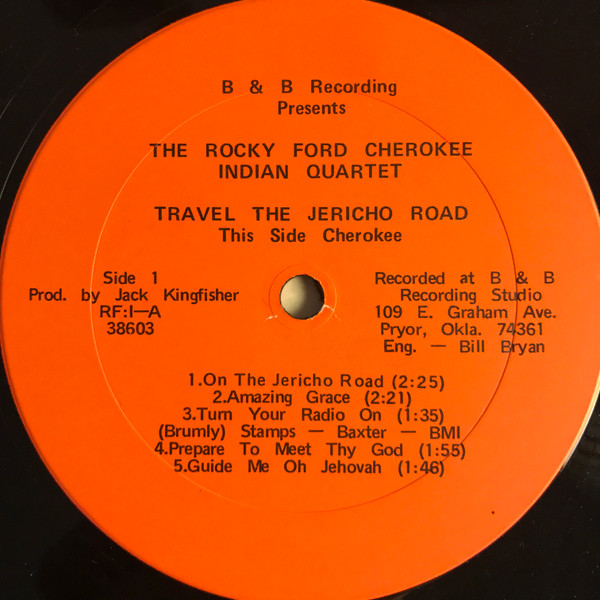 B & B Recording
Presents
THE ROCKY FORD CHEROKEE
INDIAN QUARTET
TRAVEL THE JERICHO ROAD
This Side Cherokee
Side 1
Prod. by Jack Kingfisher
RF:I—A
38603
Recorded at B & B
Recording Studio
109 E. Graham Ave.
Pryor, Okla. 74361
Eng. — Bill Bryan
1.On The Jericho Road (2:25)
2.Amazing Grace (2:21)
3.Turn Your Radio On (1:35)
(Brumly) Stamps — Baxter — BMI
4.Prepare To Meet Thy God (1:55)
5.Guide Me Oh Jehovah (1:46)